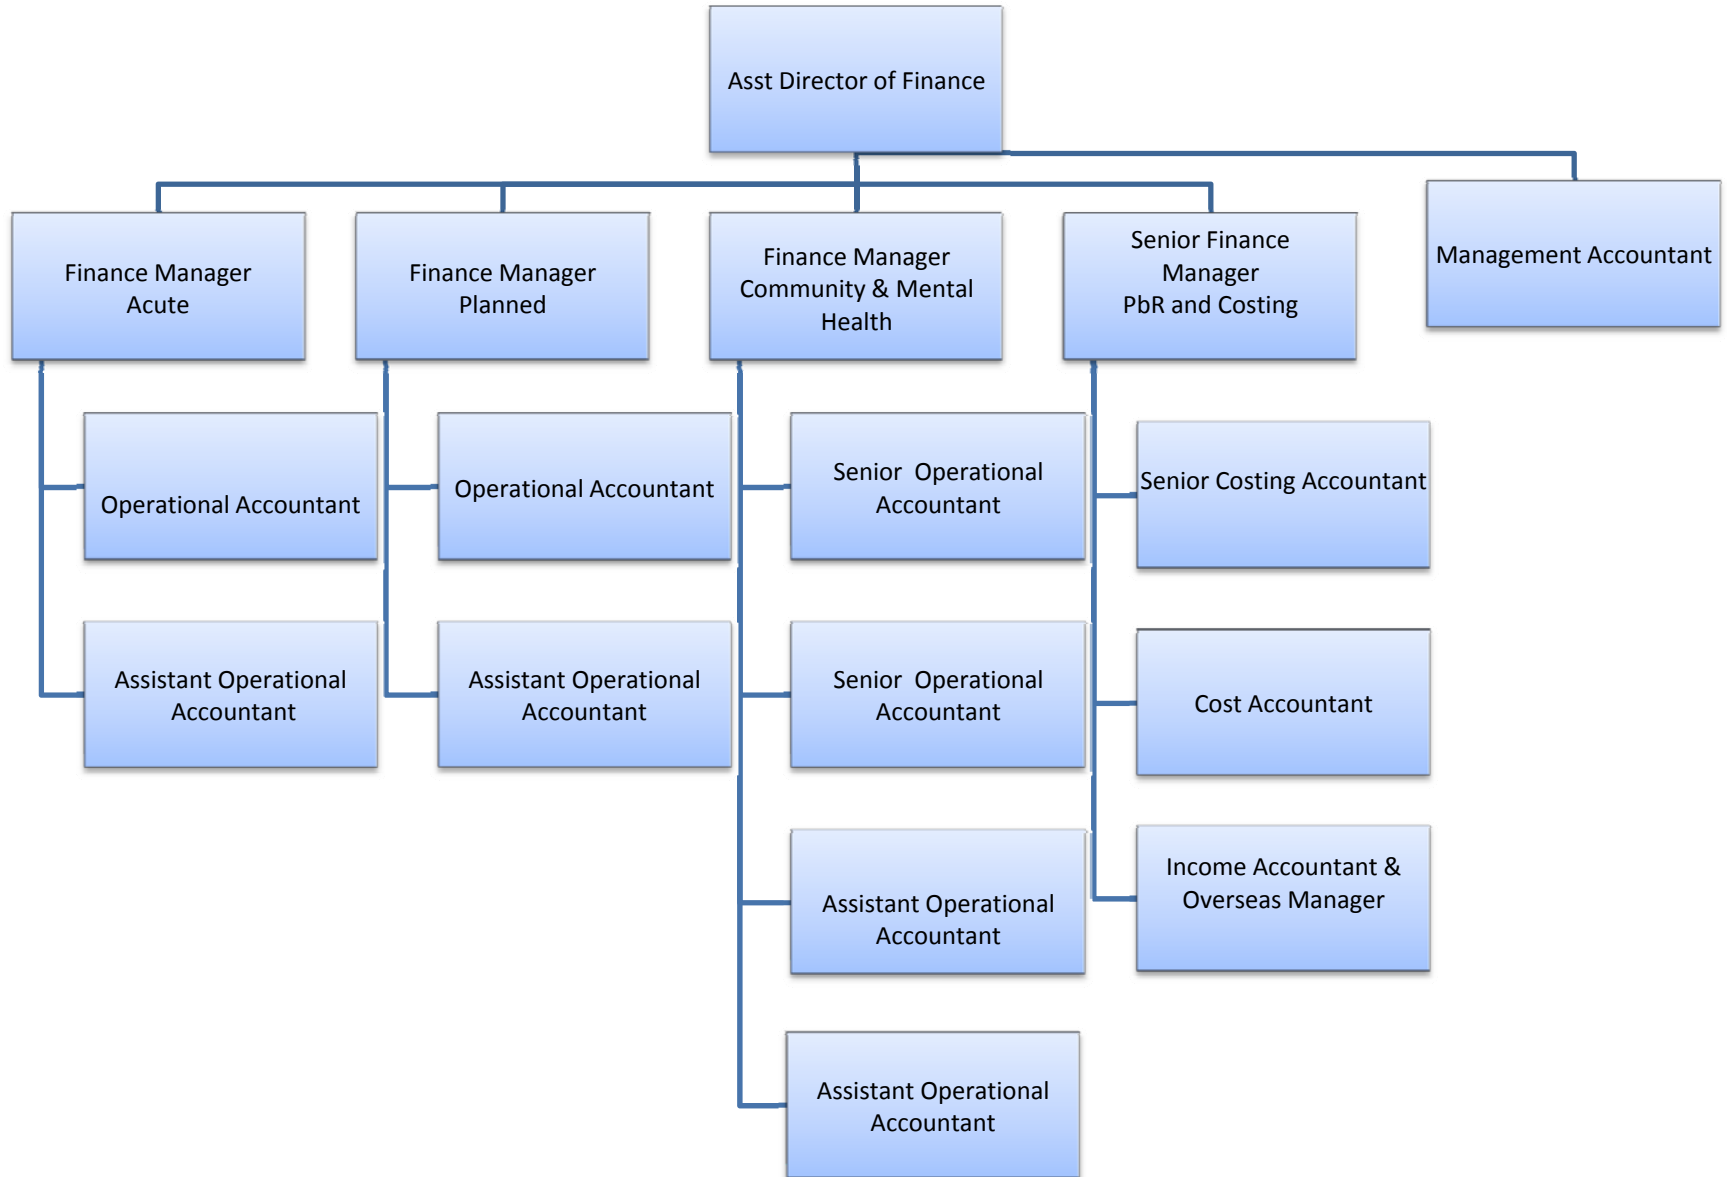 Asst Director of Finance
Finance Manager
Acute
Finance Manager
Planned
Finance Manager
Community & Mental
Health
Senior Finance
Manager
PbR and Costing
Management Accountant
Operational Accountant
Operational Accountant
Senior  Operational
Accountant
Senior Costing Accountant
Assistant Operational
Accountant
Assistant Operational
Accountant
Senior  Operational
Accountant
Cost Accountant
Assistant Operational
Accountant
Income Accountant &
Overseas Manager
Assistant Operational
Accountant